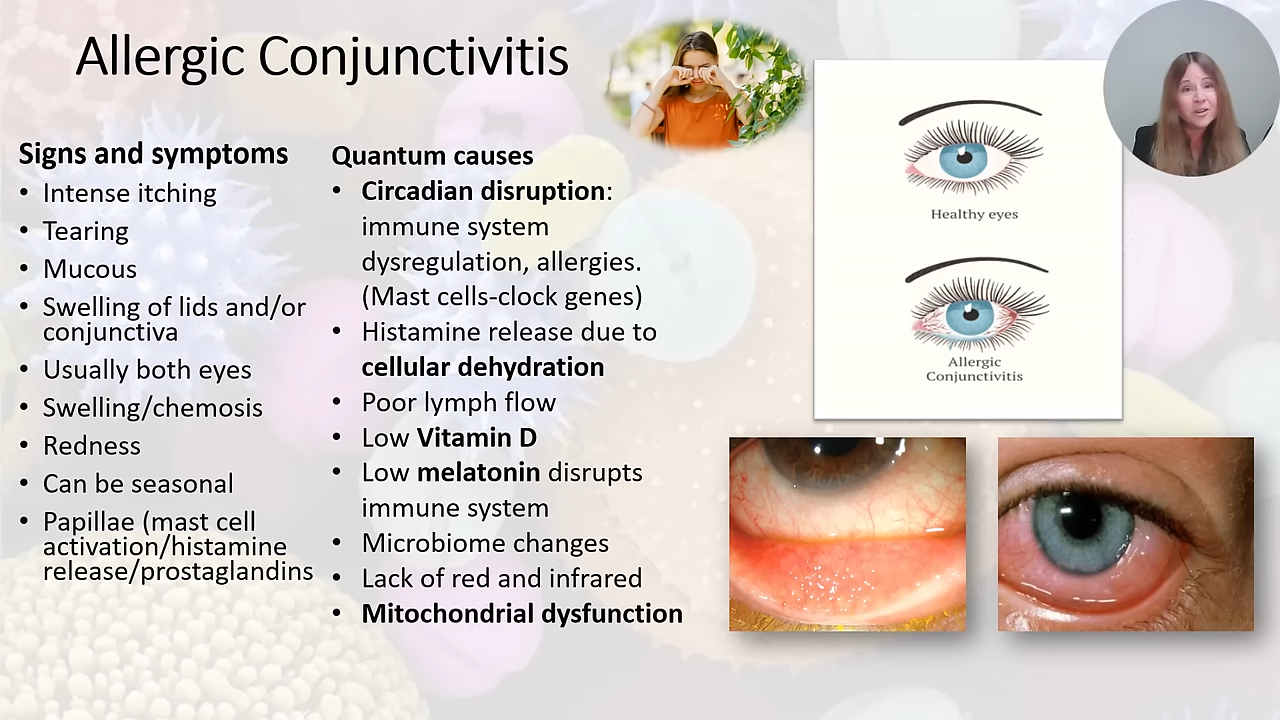 Allergic Conjunctivitis
Signs and symptoms
• Intense itching
• Tearing
• Mucous
• Swelling of lids and/or
conjunctiva
• Usually both eyes
• Swelling/chemosis
• Redness
• Can be seasonal
• Papillae (mast cell
activation/histamine
release/prostaglandins
Quantum causes
• Circadian disruption:
immune system
dysregulation, allergies.
(Mast cells-clock genes)
• Histamine release due to
cellular dehydration
• Poor lymph flow
• Low Vitamin D
• Low melatonin disrupts
immune system
• Microbiome changes
• Lack of red and infrared
• Mitochondrial dysfunction
Healthy eyes
Allergic
Conjunctivitis